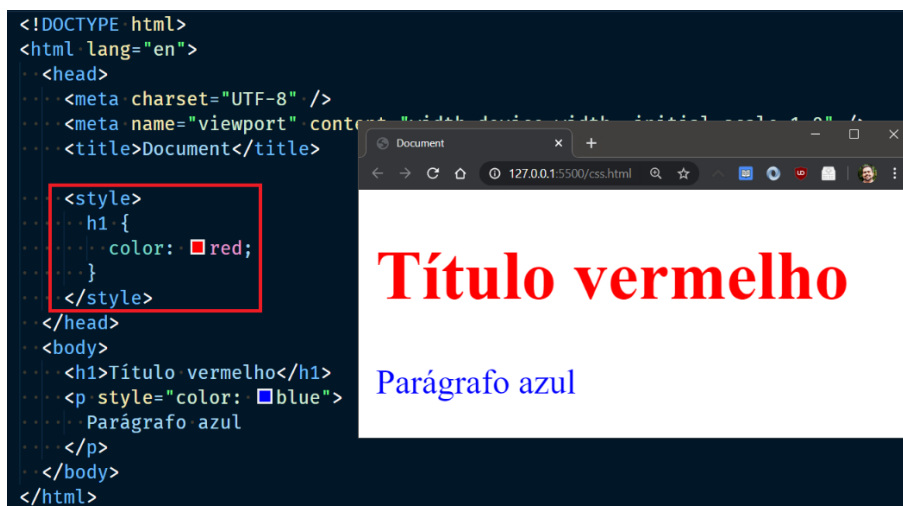 <!DOCTYPE html>
<html lang="en">
<head>
<meta charset="UTF-8" />
<meta name="viewport" content="width=device-width, initial-scale=1.0" />
<title>Document</title>
<style>
h1 {
color: red;
}
</style>
</head>
<body>
<h1>Título vermelho</h1>
<p style="color: blue">
Parágrafo azul
</p>
</body>
</html>
Document
127.0.0.1:5500/css.html
Título vermelho
Parágrafo azul